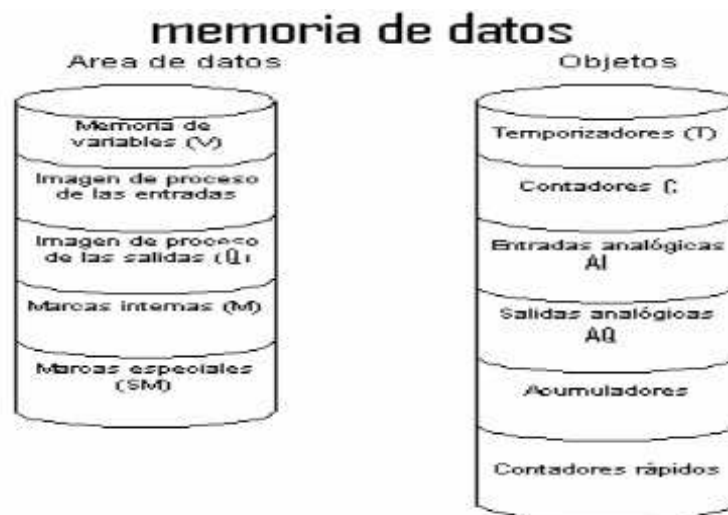 memoria de datos
Area de datos
Memoria de
variables (V)
Imagen de proceso
de las entradas
Imagen de proceso
de las salidas (Q)
Marcas internas (M)
Marcas especiales
(SM)
Objetos
Temporizadores (T)
Contadores C
Entradas analógicas
AI
Salidas analógicas
AQ
Acumuladores
Contadores rápidos